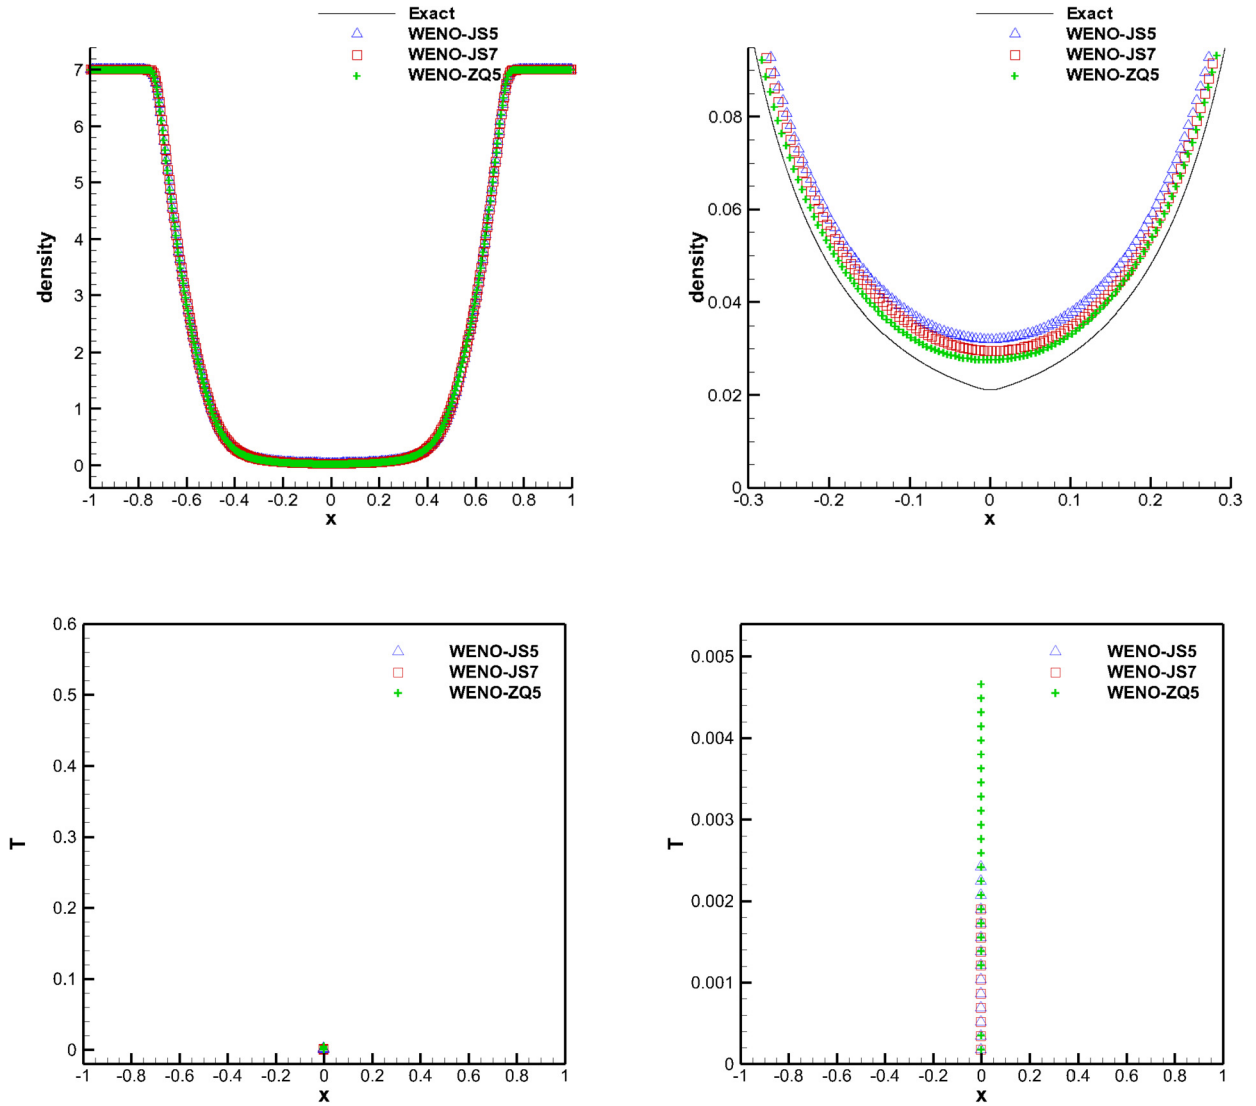 Exact
WENO-JS5
WENO-JS7
WENO-ZQ5
7
6
5
4
3
2
1
0
density
-1 -0.8 -0.6 -0.4 -0.2 0 0.2 0.4 0.6 0.8 1
x
Exact
WENO-JS5
WENO-JS7
WENO-ZQ5
0.08
0.06
0.04
0.02
0
density
-0.3 -0.2 -0.1 0 0.1 0.2 0.3
x
WENO-JS5
WENO-JS7
WENO-ZQ5
0.6
0.5
0.4
0.3
0.2
0.1
0
T
-1 -0.8 -0.6 -0.4 -0.2 0 0.2 0.4 0.6 0.8 1
x
WENO-JS5
WENO-JS7
WENO-ZQ5
0.005
0.004
0.003
0.002
0.001
0
T
-1 -0.8 -0.6 -0.4 -0.2 0 0.2 0.4 0.6 0.8 1
x